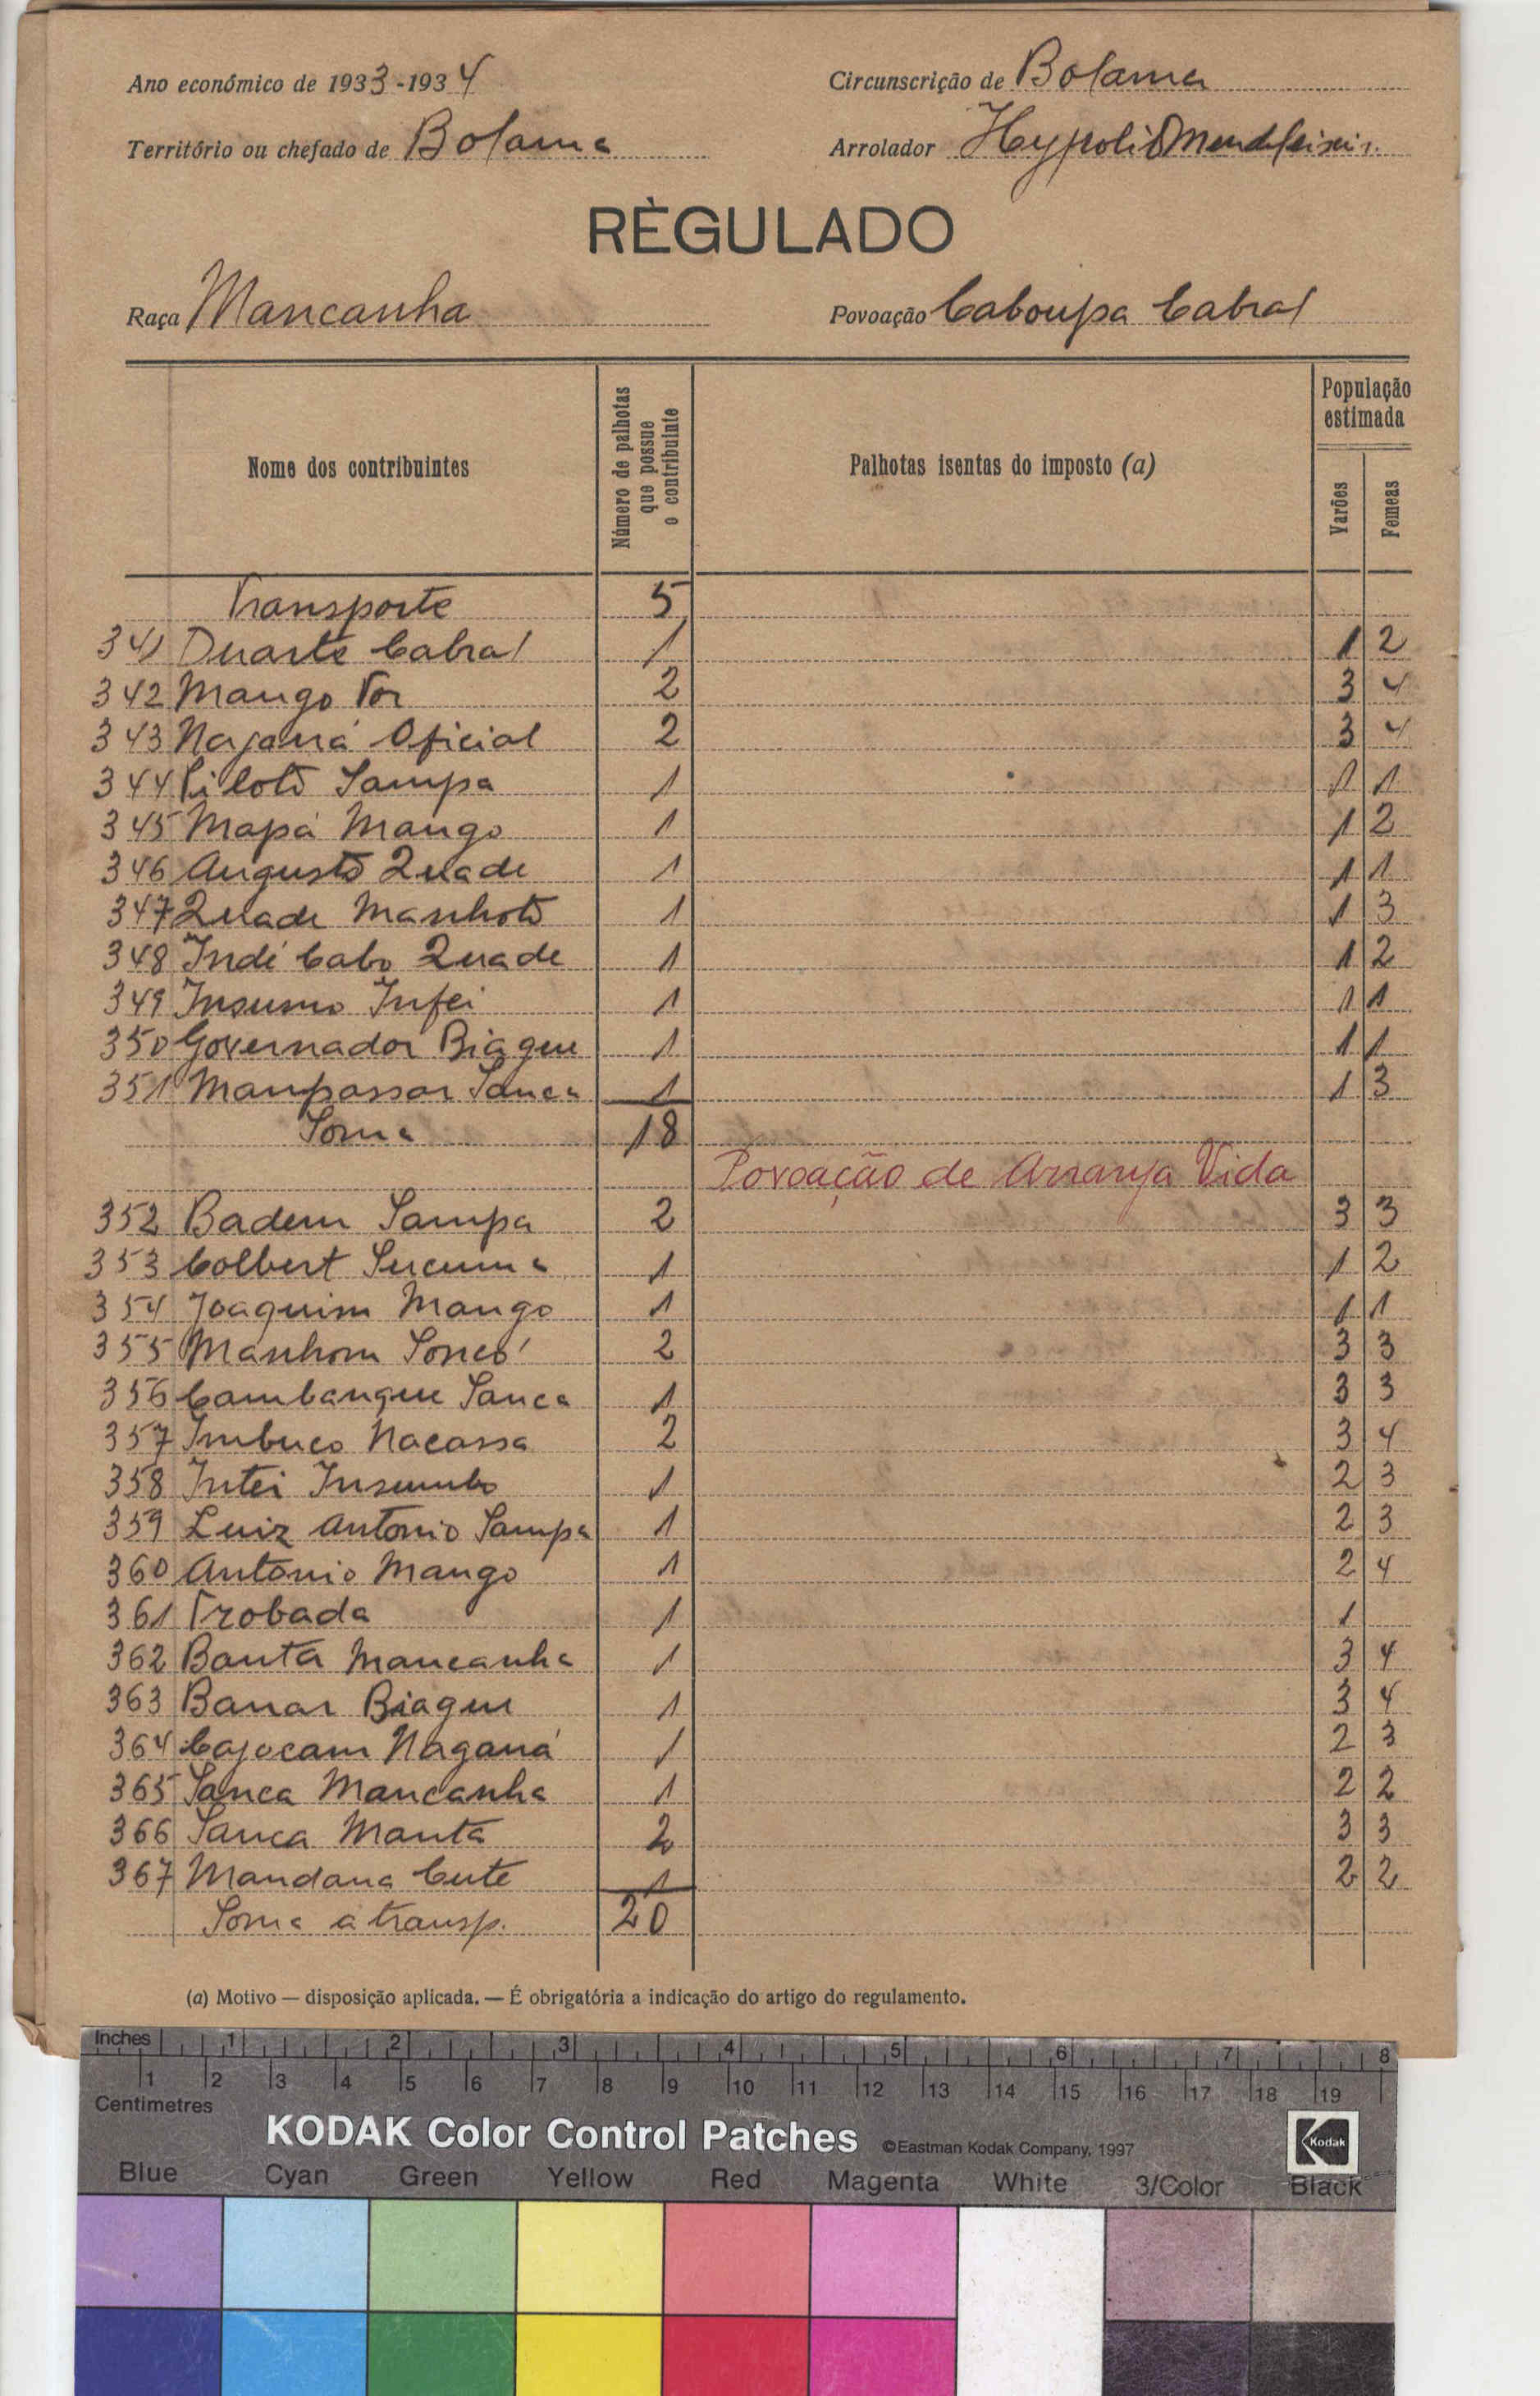 Ano económico de 1933-1934 Circunscrição de Bolama
Território ou chefado de Bolama Arrolador Hypolito
RÈGULADO
Raça Mancanha Povoação Caboupa Cabral
Nome dos contribuintes Número de palhotas que possue o contribuinte Palhotas isentas do imposto (a) População estimada Varões Femeas
Transporte 5
341 Duarte Cabral 1 1 2
342 Mango Tor 2 3 4
343 Naganá Oficial 2 3 4
344 Piloto Sampa 1 1 1
345 Mapá Mango 1 1 2
346 Augusto Quade 1 1 1
347 Quade Manhoto 1 1 3
348 Indi Cabo Quade 1 1 2
349 Insumo Infei 1 1 1
350 Governador Biague 1 1 1
351 Manpassar Sanca 1 1 3
Soma 18
Povoação de Arranja Vida
352 Badem Sampa 2 3 3
353 Colbert Sucuma 1 1 2
354 Joaquim Mango 1 1 1
355 Manhom Soncó 2 3 3
356 Cambangue Sanca 1 3 3
357 Imbuco Nacassa 2 3 4
358 Intei Insumbo 1 2 3
359 Luiz Antonio Sampa 1 2 3
360 Antonio Mango 1 2 4
361 Trobada 1 1
362 Banta Mancanha 1 3 4
363 Banar Biague 1 3 4
364 Cajocam Naganá 1 2 3
365 Sanca Mancanha 1 2 2
366 Sanca Manta 2 3 3
367 Mandana Cute 1 2 2
Soma a transp. 20
(a) Motivo — disposição aplicada. — É obrigatória a indicação do artigo do regulamento.
Inches 1 2 3 4 5 6 7 8
1 2 3 4 5 6 7 8 9 10 11 12 13 14 15 16 17 18 19
Centimetres
KODAK Color Control Patches ©Eastman Kodak Company, 1997 Kodak
Blue Cyan Green Yellow Red Magenta White 3/Color Black